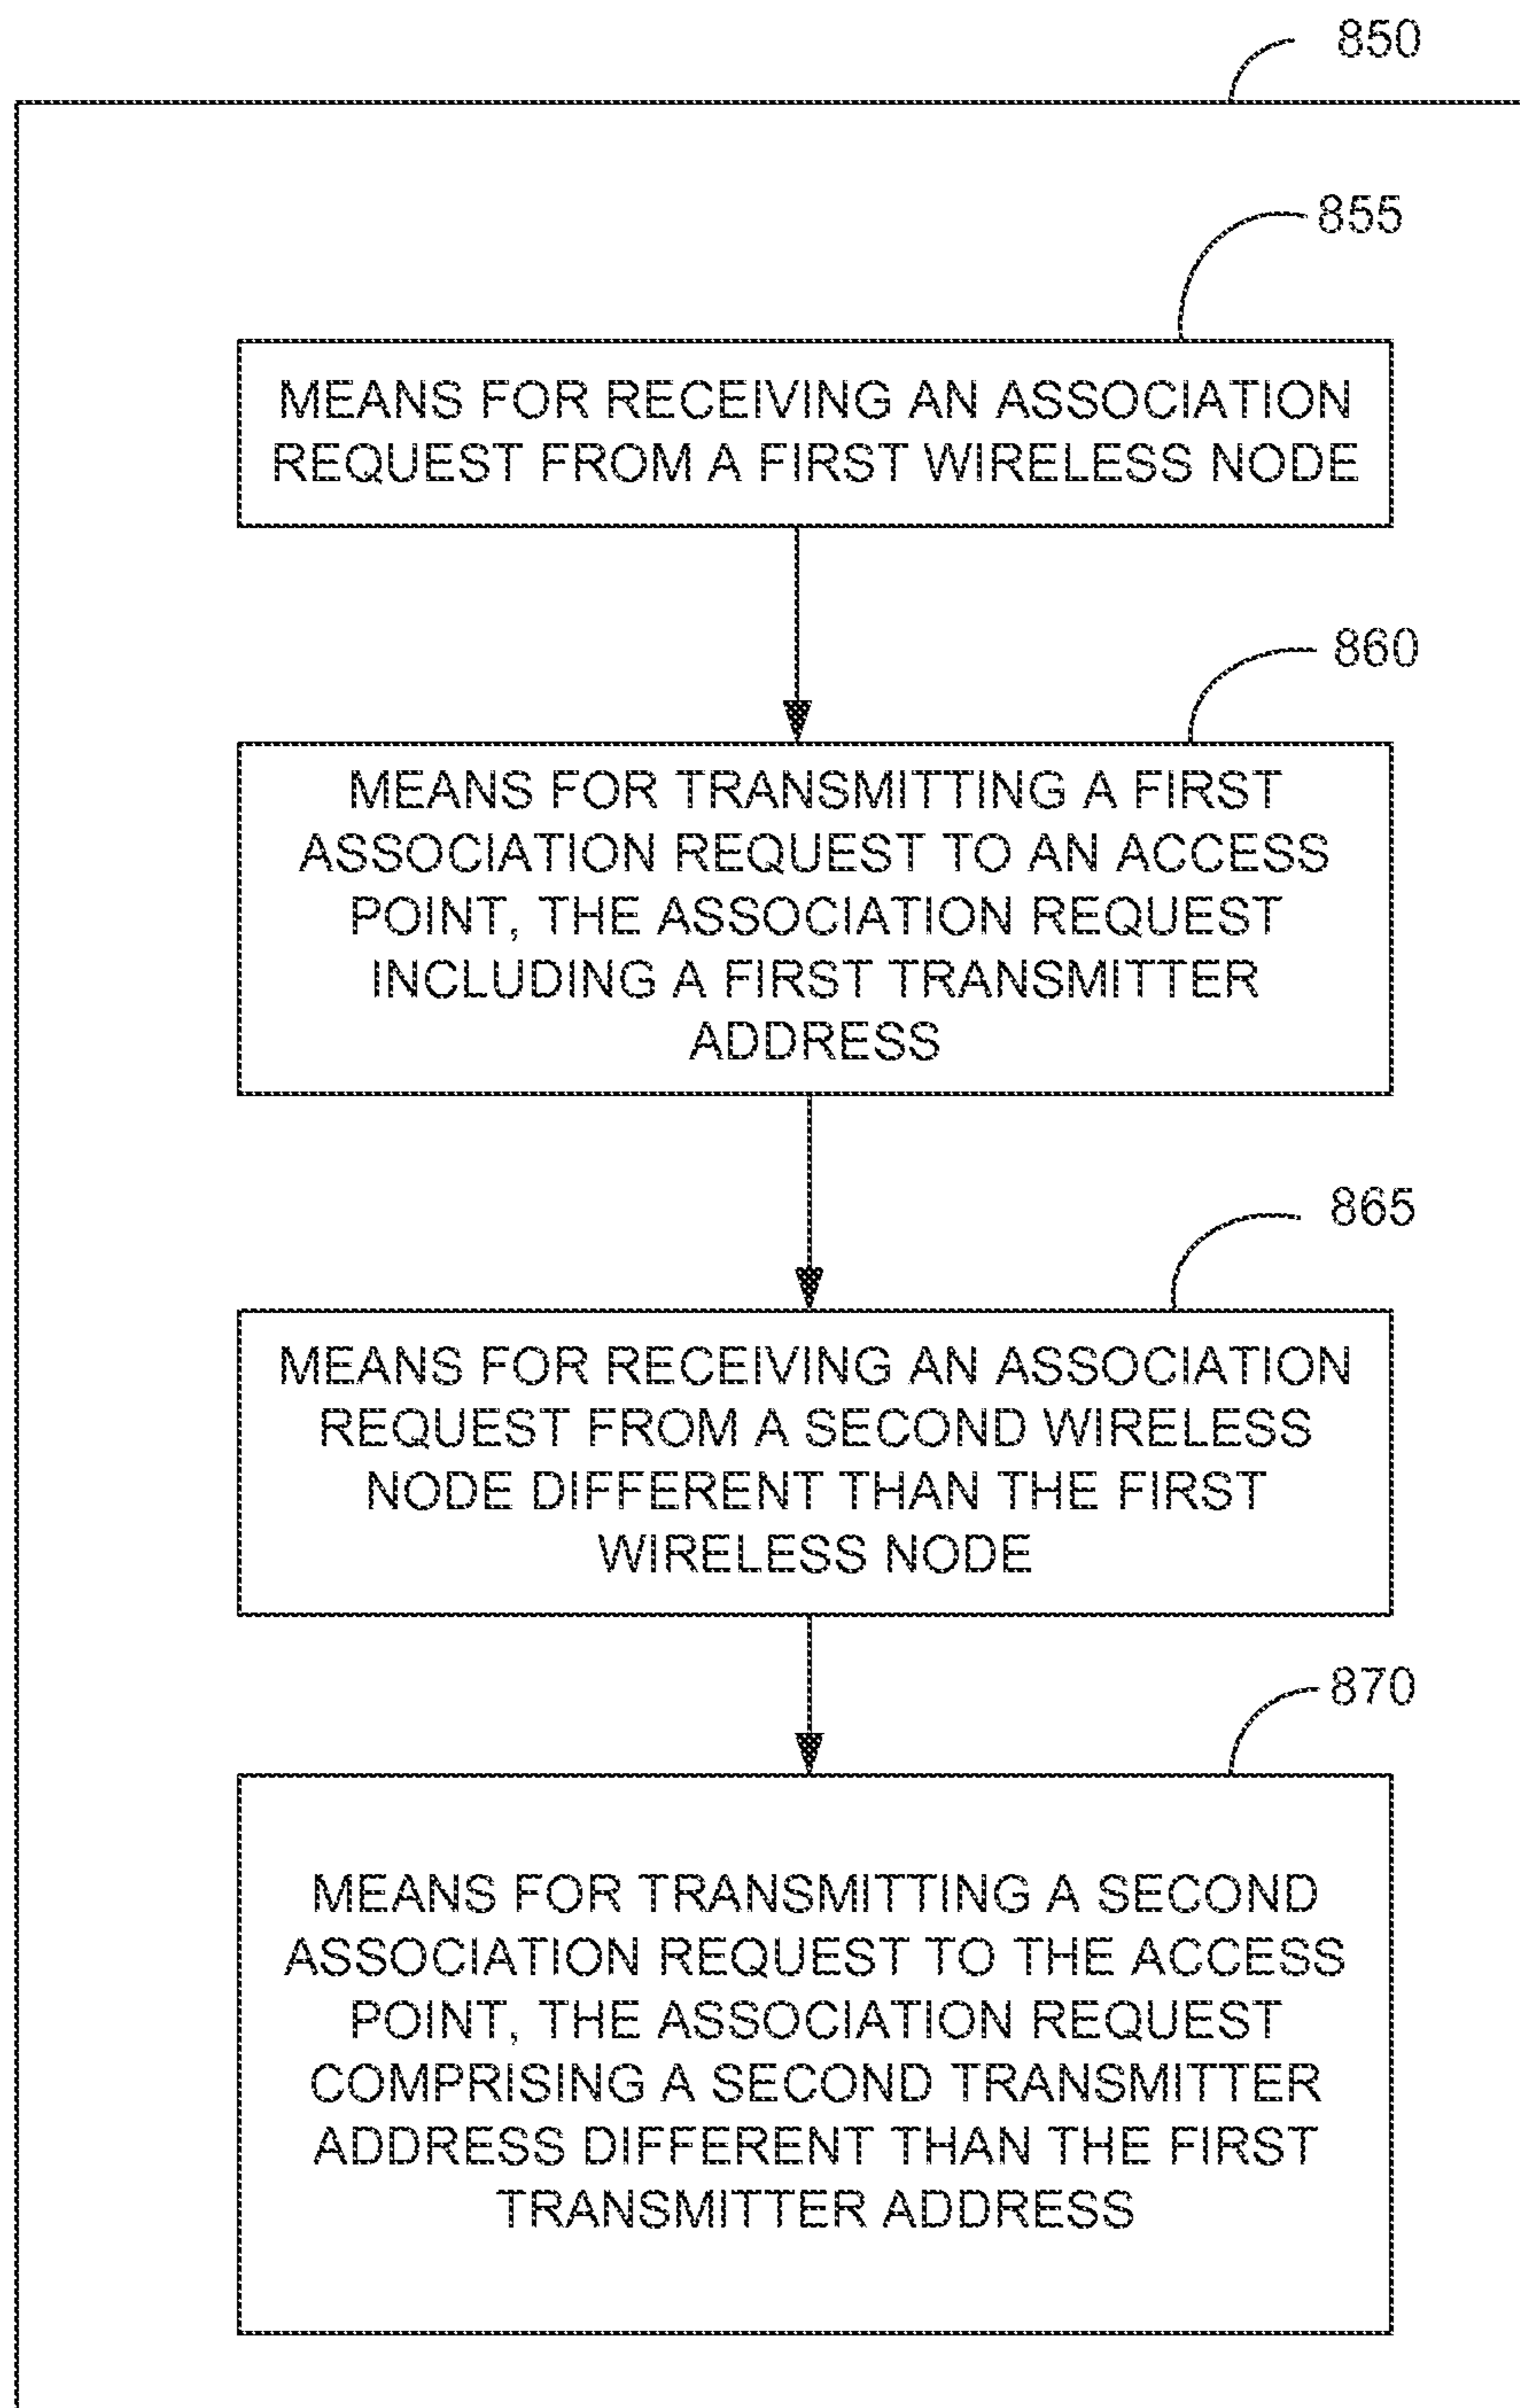 850
855
MEANS FOR RECEIVING AN ASSOCIATION
REQUEST FROM A FIRST WIRELESS NODE
860
MEANS FOR TRANSMITTING A FIRST
ASSOCIATION REQUEST TO AN ACCESS
POINT, THE ASSOCIATION REQUEST
INCLUDING A FIRST TRANSMITTER
ADDRESS
865
MEANS FOR RECEIVING AN ASSOCIATION
REQUEST FROM A SECOND WIRELESS
NODE DIFFERENT THAN THE FIRST
WIRELESS NODE
870
MEANS FOR TRANSMITTING A SECOND
ASSOCIATION REQUEST TO THE ACCESS
POINT, THE ASSOCIATION REQUEST
COMPRISING A SECOND TRANSMITTER
ADDRESS DIFFERENT THAN THE FIRST
TRANSMITTER ADDRESS